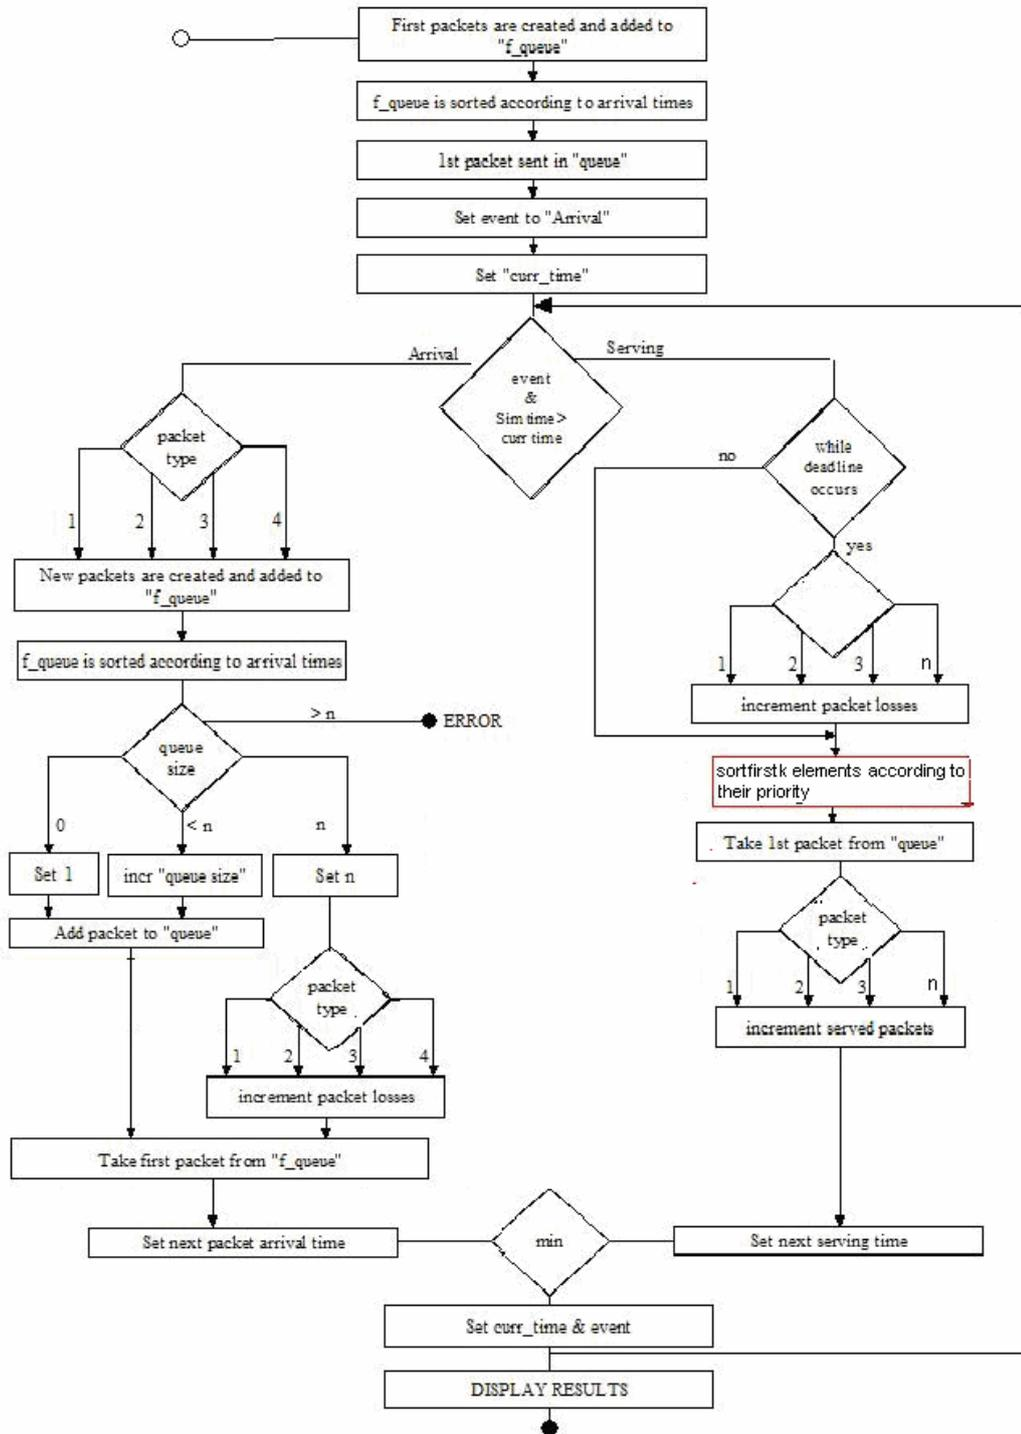 First packets are created and added to
"f_queue"
f_queue is sorted according to arrival times
1st packet sent in "queue"
Set event to "Arrival"
Set "curr_time"
Arrival
Serving
event
&
Sim time >
curr time
packet
type
1
2
3
4
no
while
deadline
occurs
yes
New packets are created and added to
"f_queue"
f_queue is sorted according to arrival times
1
2
3
n
increment packet losses
> n
ERROR
queue
size
0
< n
n
sortfirstk elements according to
their priority
Set 1
incr "queue size"
Set n
Take 1st packet from "queue"
Add packet to "queue"
packet
type
1
2
3
n
packet
type
1
2
3
4
increment served packets
increment packet losses
Take first packet from "f_queue"
Set next packet arrival time
min
Set next serving time
Set curr_time & event
DISPLAY RESULTS